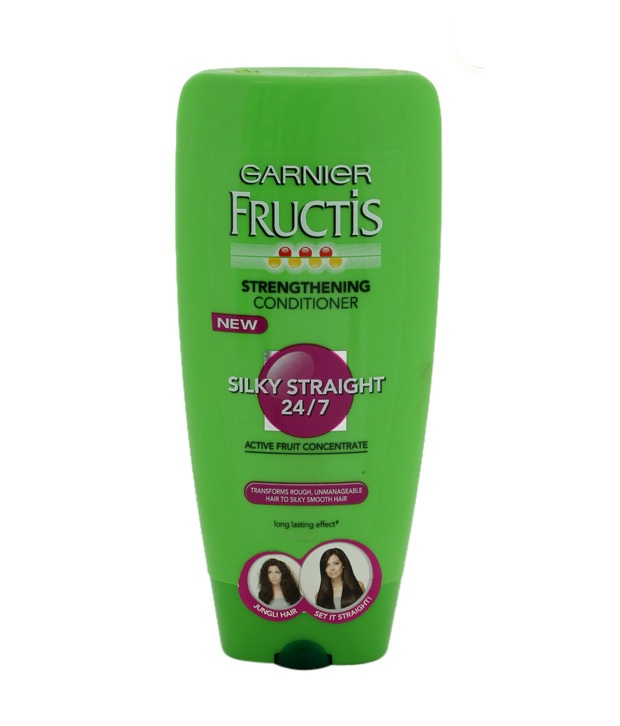 GARNIER
FRUCTiS
STRENGTHENING
CONDITIONER
NEW
SILKY STRAIGHT
24/7
ACTIVE FRUIT CONCENTRATE
TRANSFORMS ROUGH, UNMANAGEABLE
HAIR TO SILKY SMOOTH HAIR
long lasting effect#
JUNGLI HAIR
SET IT STRAIGHT!